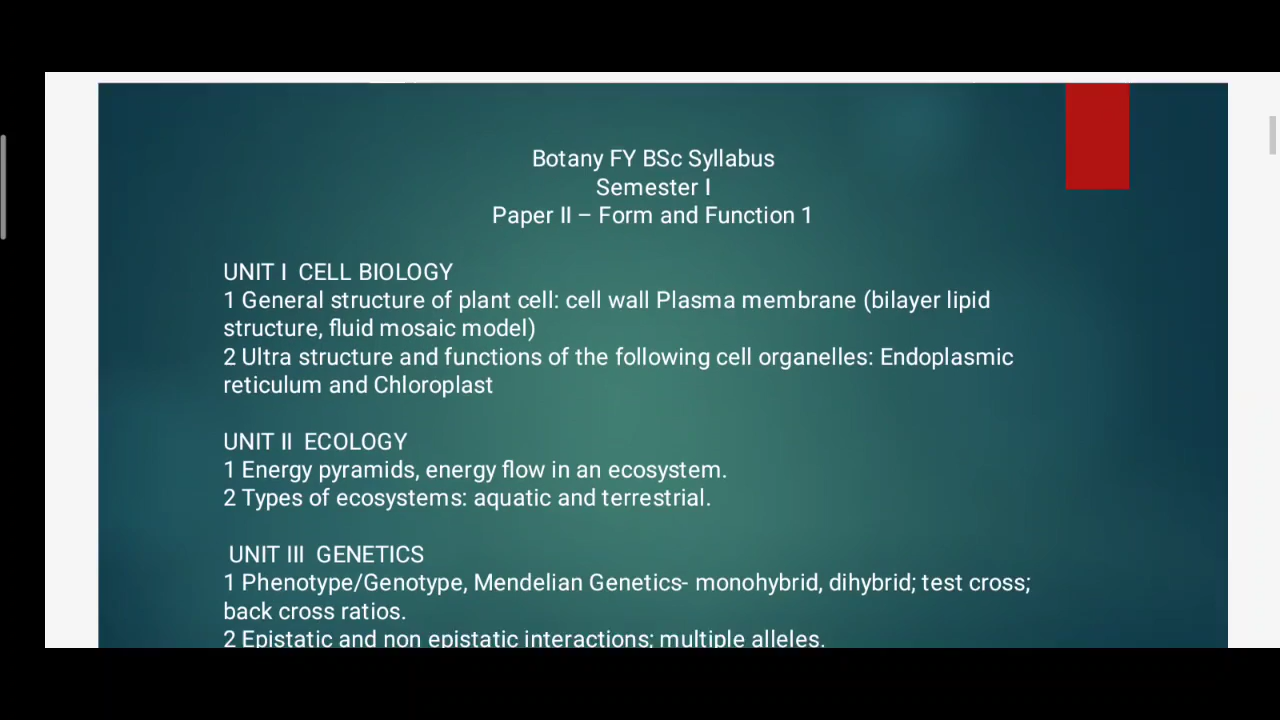 Botany FY BSc Syllabus
Semester I
Paper II – Form and Function 1
UNIT I  CELL BIOLOGY
1 General structure of plant cell: cell wall Plasma membrane (bilayer lipid
structure, fluid mosaic model)
2 Ultra structure and functions of the following cell organelles: Endoplasmic
reticulum and Chloroplast
UNIT II  ECOLOGY
1 Energy pyramids, energy flow in an ecosystem.
2 Types of ecosystems: aquatic and terrestrial.
UNIT III  GENETICS
1 Phenotype/Genotype, Mendelian Genetics- monohybrid, dihybrid; test cross;
back cross ratios.
2 Epistatic and non epistatic interactions; multiple alleles.